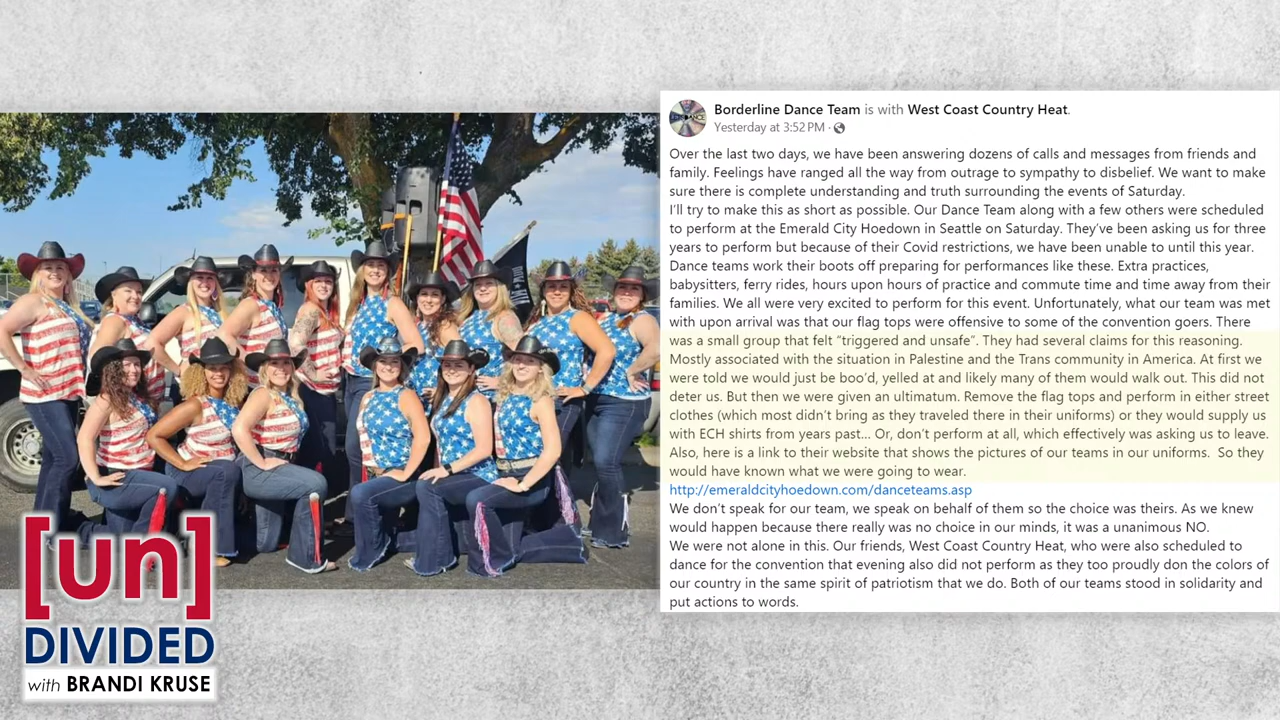 Borderline Dance Team is with West Coast Country Heat.
Yesterday at 3:52 PM ·
Over the last two days, we have been answering dozens of calls and messages from friends and
family. Feelings have ranged all the way from outrage to sympathy to disbelief. We want to make
sure there is complete understanding and truth surrounding the events of Saturday.
I'll try to make this as short as possible. Our Dance Team along with a few others were scheduled
to perform at the Emerald City Hoedown in Seattle on Saturday. They've been asking us for three
years to perform but because of their Covid restrictions, we have been unable to until this year.
Dance teams work their boots off preparing for performances like these. Extra practices,
babysitters, ferry rides, hours upon hours of practice and commute time and time away from their
families. We all were very excited to perform for this event. Unfortunately, what our team was met
with upon arrival was that our flag tops were offensive to some of the convention goers. There
was a small group that felt "triggered and unsafe". They had several claims for this reasoning.
Mostly associated with the situation in Palestine and the Trans community in America. At first we
were told we would just be boo'd, yelled at and likely many of them would walk out. This did not
deter us. But then we were given an ultimatum. Remove the flag tops and perform in either street
clothes (which most didn't bring as they traveled there in their uniforms) or they would supply us
with ECH shirts from years past... Or, don't perform at all, which effectively was asking us to leave.
Also, here is a link to their website that shows the pictures of our teams in our uniforms. So they
would have known what we were going to wear.
http://emeraldcityhoedown.com/danceteams.asp
We don't speak for our team, we speak on behalf of them so the choice was theirs. As we knew
would happen because there really was no choice in our minds, it was a unanimous NO.
We were not alone in this. Our friends, West Coast Country Heat, who were also scheduled to
dance for the convention that evening also did not perform as they too proudly don the colors of
our country in the same spirit of patriotism that we do. Both of our teams stood in solidarity and
put actions to words.
[un]
DIVIDED
with BRANDI KRUSE